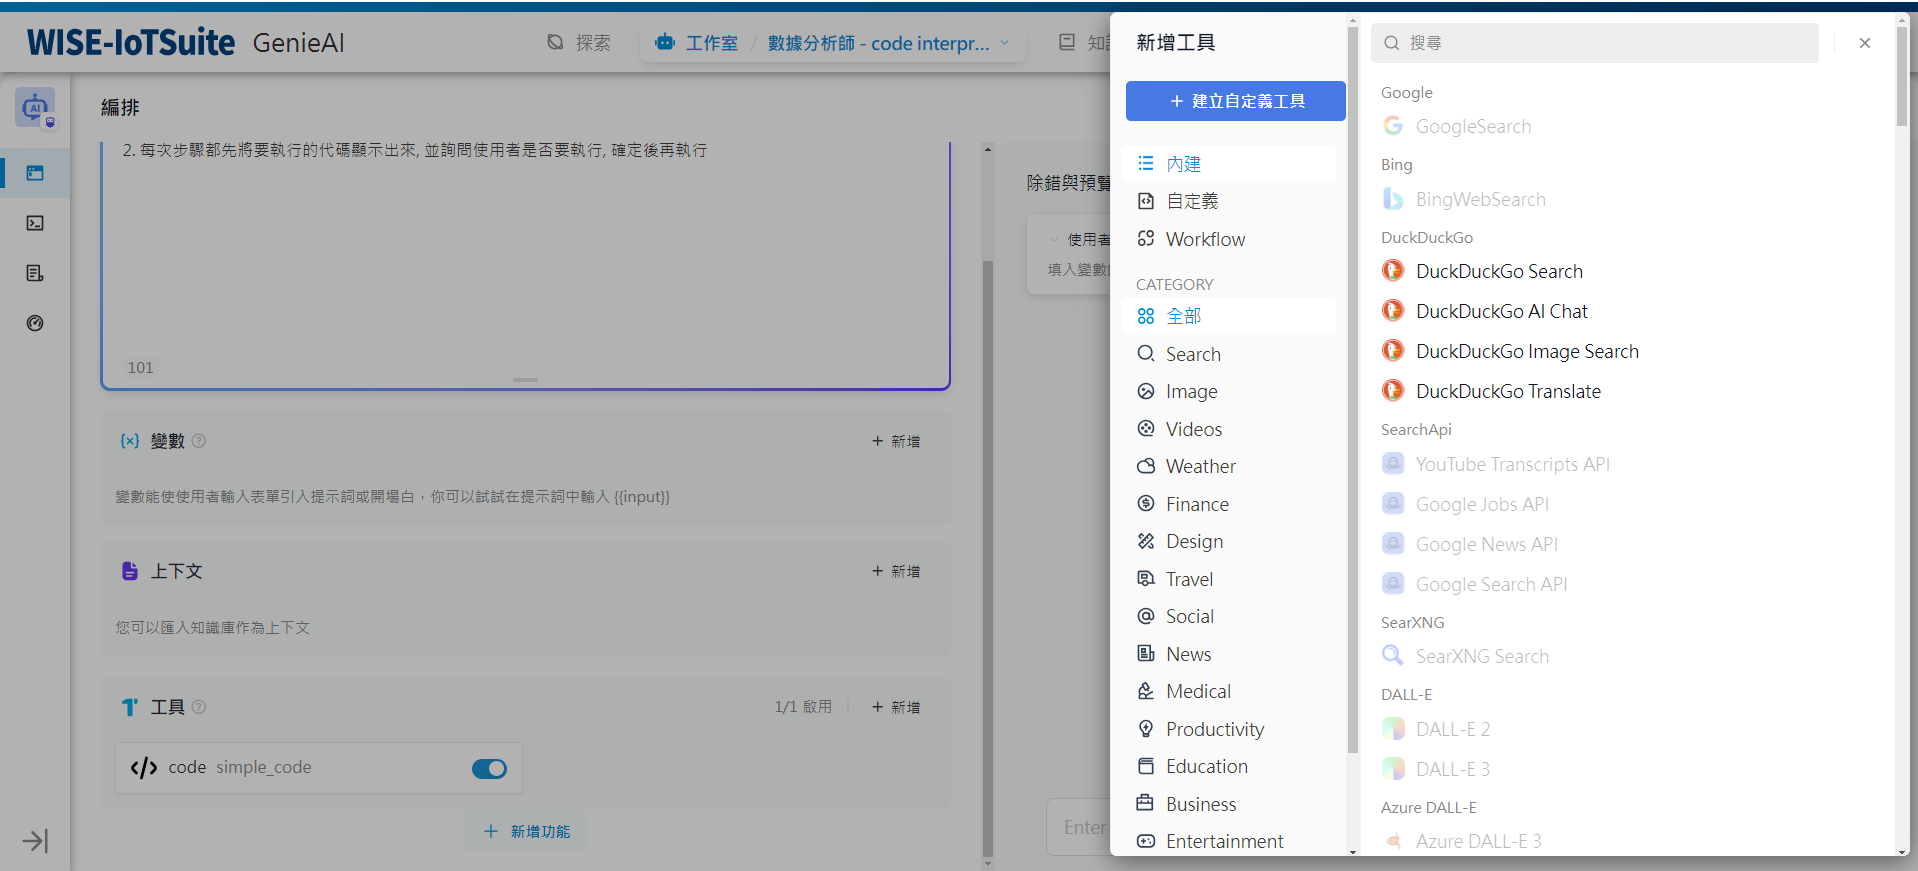 WISE-IoTSuite GenieAI
探索
工作室 / 數據分析師 - code interpr...
編排
2. 每次步驟都先將要執行的代碼顯示出來, 並詢問使用者是否要執行, 確定後再執行
101
變數
+ 新增
變數能使使用者輸入表單引入提示詞或開場白，你可以試試在提示詞中輸入 {{input}}
上下文
+ 新增
您可以匯入知識庫作為上下文
工具
1/1 啟用
+ 新增
code simple_code
+ 新增功能
除錯與預覽
使用者
填入變數
Enter
新增工具
+ 建立自定義工具
內建
自定義
Workflow
CATEGORY
全部
Search
Image
Videos
Weather
Finance
Design
Travel
Social
News
Medical
Productivity
Education
Business
Entertainment
搜尋
Google
GoogleSearch
Bing
BingWebSearch
DuckDuckGo
DuckDuckGo Search
DuckDuckGo AI Chat
DuckDuckGo Image Search
DuckDuckGo Translate
SearchApi
YouTube Transcripts API
Google Jobs API
Google News API
Google Search API
SearXNG
SearXNG Search
DALL-E
DALL-E 2
DALL-E 3
Azure DALL-E
Azure DALL-E 3